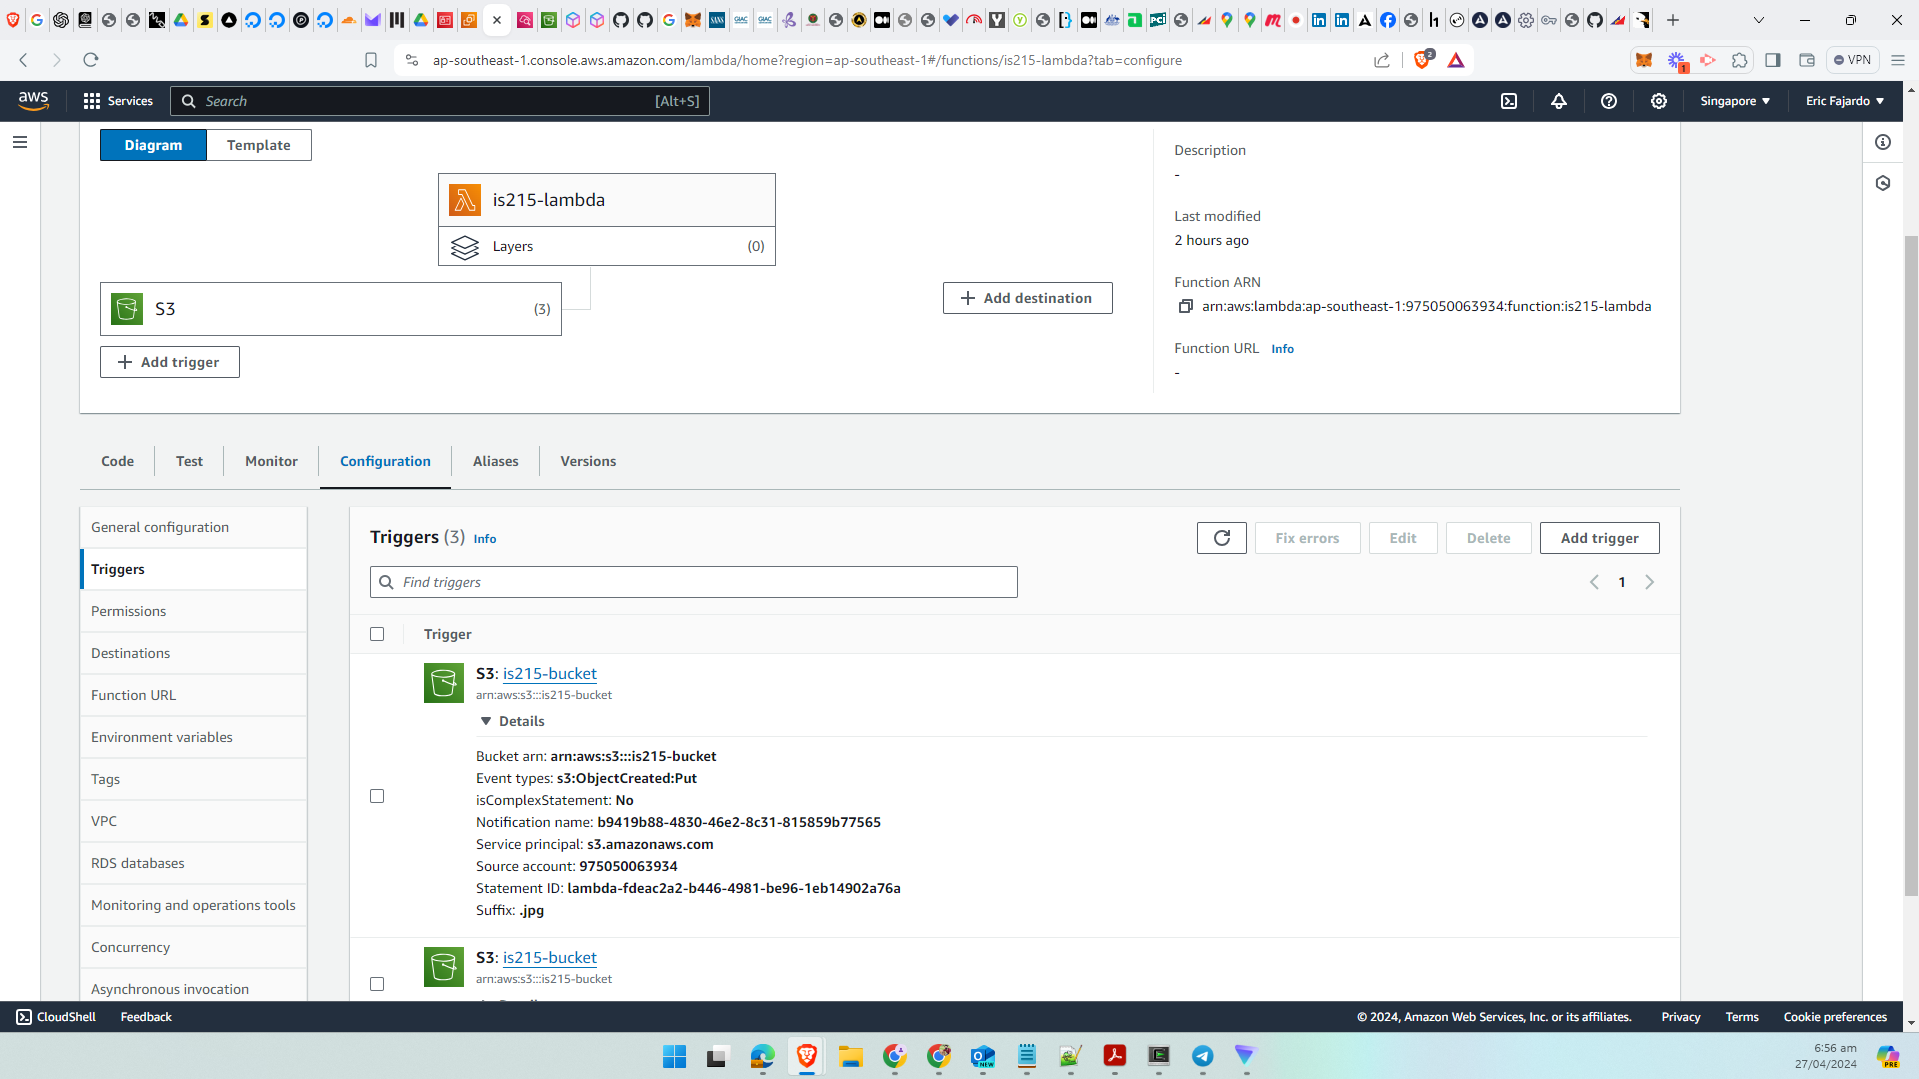 ap-southeast-1.console.aws.amazon.com/lambda/home?region=ap-southeast-1#/functions/is215-lambda?tab=configure
2
1
VPN
aws
Services
Search
[Alt+S]
Singapore
Eric Fajardo
Diagram
Template
is215-lambda
Layers
(0)
S3
(3)
Add destination
Add trigger
Description
-
Last modified
2 hours ago
Function ARN
arn:aws:lambda:ap-southeast-1:975050063934:function:is215-lambda
Function URL Info
-
Code
Test
Monitor
Configuration
Aliases
Versions
General configuration
Triggers
Permissions
Destinations
Function URL
Environment variables
Tags
VPC
RDS databases
Monitoring and operations tools
Concurrency
Asynchronous invocation
Triggers (3) Info
Fix errors
Edit
Delete
Add trigger
Find triggers
1
Trigger
S3: is215-bucket
arn:aws:s3:::is215-bucket
Details
Bucket arn: arn:aws:s3:::is215-bucket
Event types: s3:ObjectCreated:Put
isComplexStatement: No
Notification name: b9419b88-4830-46e2-8c31-815859b77565
Service principal: s3.amazonaws.com
Source account: 975050063934
Statement ID: lambda-fdeac2a2-b446-4981-be96-1eb14902a76a
Suffix: .jpg
S3: is215-bucket
arn:aws:s3:::is215-bucket
CloudShell
Feedback
© 2024, Amazon Web Services, Inc. or its affiliates.
Privacy
Terms
Cookie preferences
NEW
6:56 am
27/04/2024
PRE